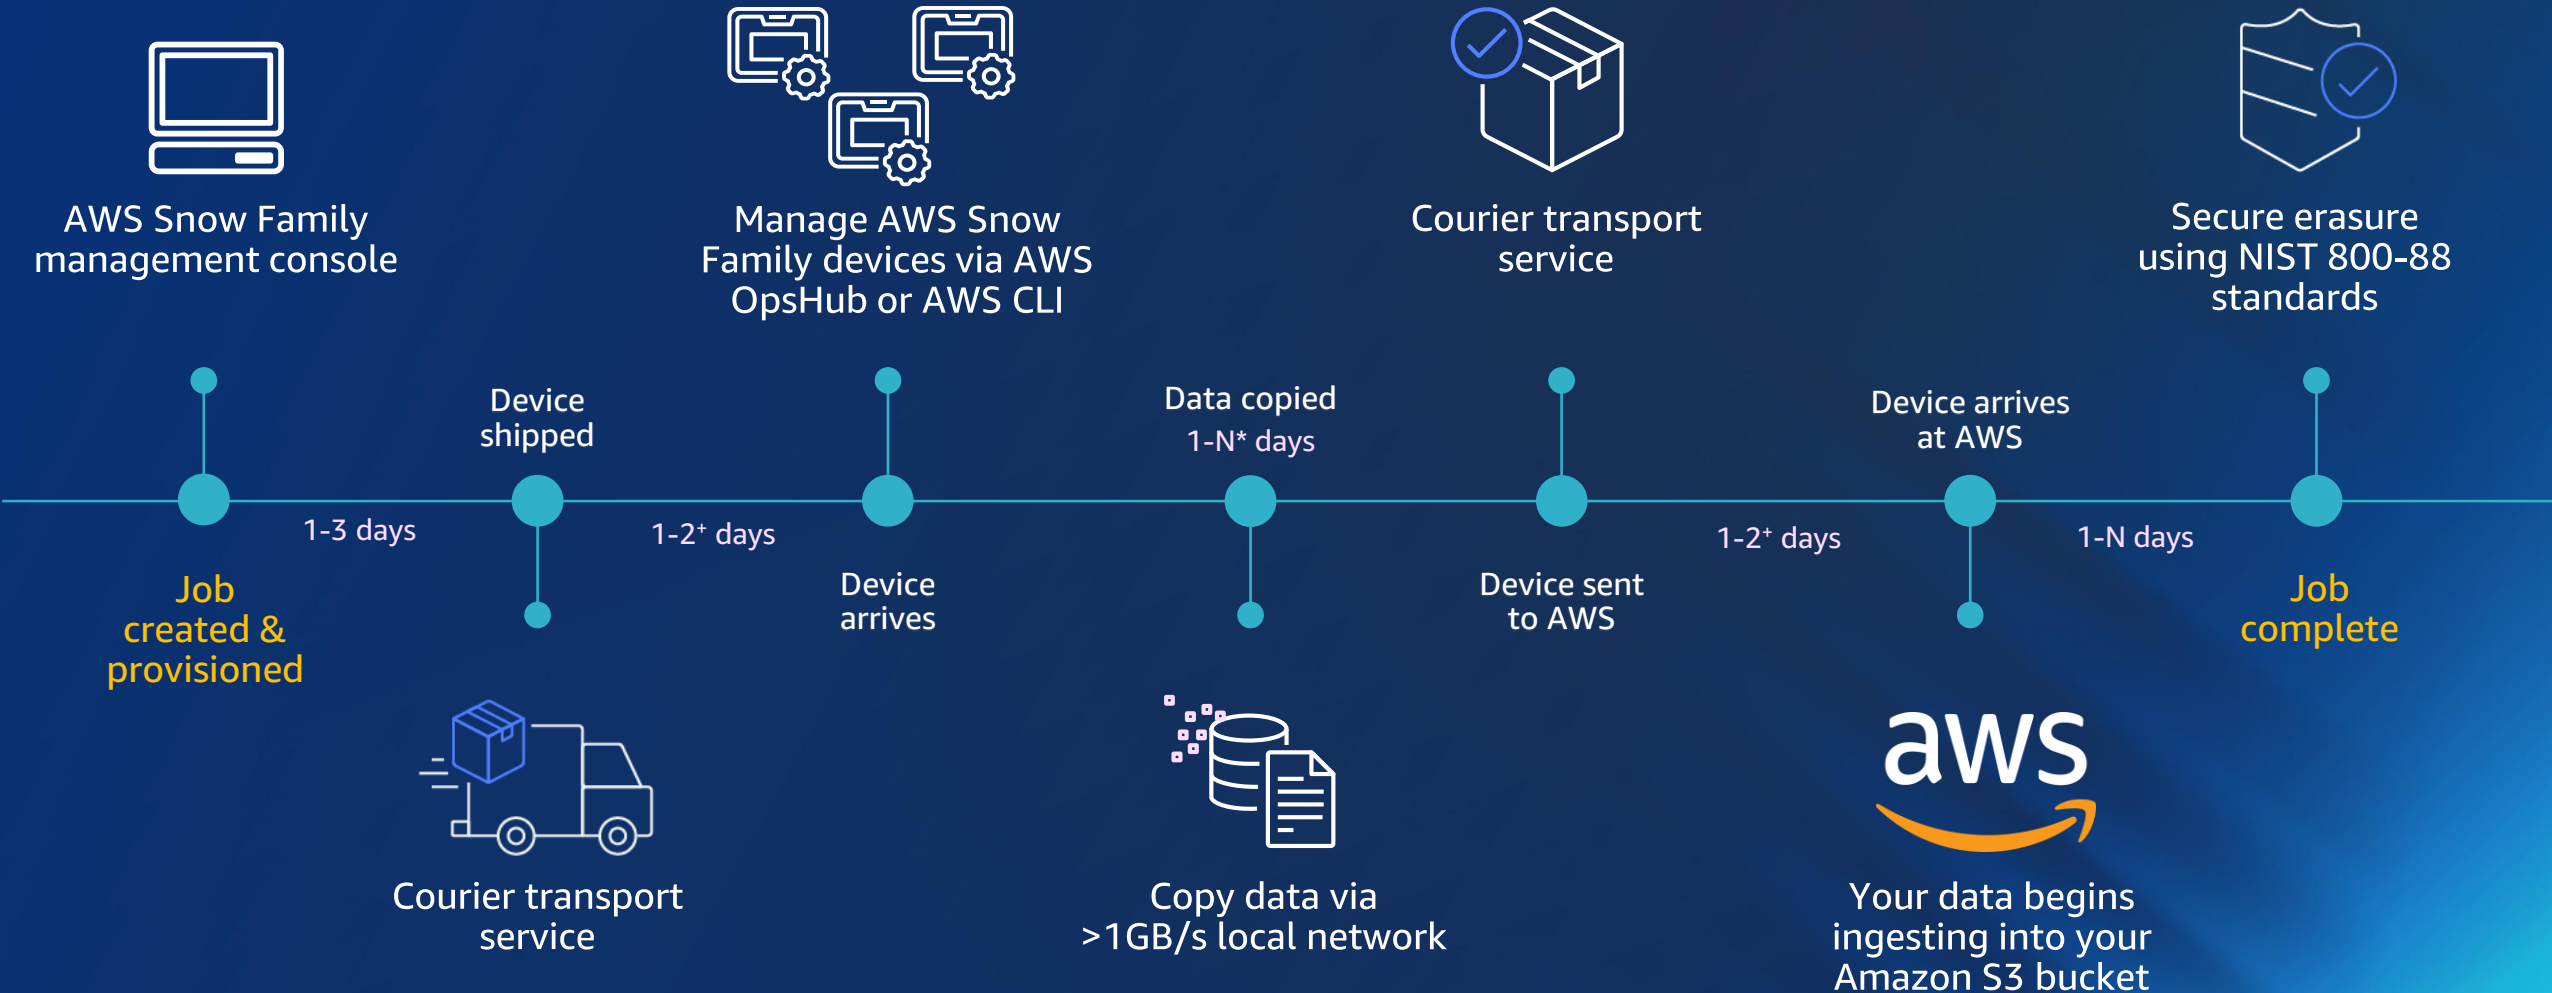 AWS Snow Family
management console
Manage AWS Snow
Family devices via AWS
OpsHub or AWS CLI
Courier transport
service
Secure erasure
using NIST 800-88
standards
Device
shipped
Data copied
1-N* days
Device arrives
at AWS
1-3 days
1-2⁺ days
1-2⁺ days
1-N days
Job
created &
provisioned
Device
arrives
Device sent
to AWS
Job
complete
aws
Courier transport
service
Copy data via
>1GB/s local network
Your data begins
ingesting into your
Amazon S3 bucket